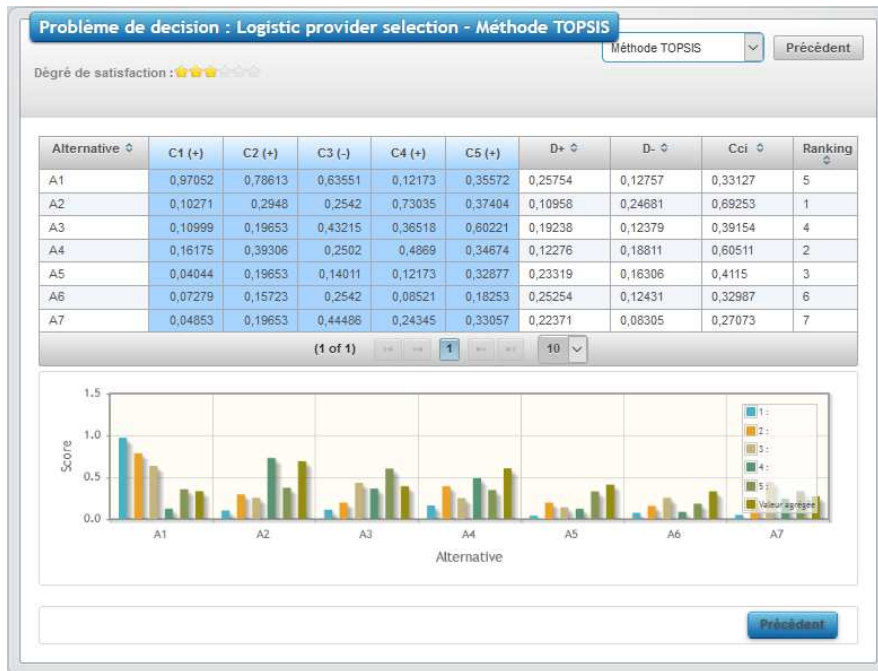 Problème de decision : Logistic provider selection - Méthode TOPSIS
Méthode TOPSIS
Précèdent
Dègré de satisfaction :
Alternative C1 (+) C2 (+) C3 (-) C4 (+) C5 (+) D+ D- Cci Ranking
A1 0,97052 0,78613 0,63551 0,12173 0,35572 0,25754 0,12757 0,33127 5
A2 0,10271 0,2948 0,2542 0,73035 0,37404 0,10958 0,24681 0,69253 1
A3 0,10999 0,19653 0,43215 0,36518 0,60221 0,19238 0,12379 0,39154 4
A4 0,16175 0,39306 0,2502 0,4869 0,34674 0,12276 0,18811 0,60511 2
A5 0,04044 0,19653 0,14011 0,12173 0,32877 0,23319 0,16306 0,4115 3
A6 0,07279 0,15723 0,2542 0,08521 0,18253 0,25254 0,12431 0,32987 6
A7 0,04853 0,19653 0,44486 0,24345 0,33057 0,22371 0,08305 0,27073 7
(1 of 1) 1 10
1.5
1.0
0.5
0.0
Score
1 :
2 :
3 :
4 :
5 :
Valeur agrégée
A1 A2 A3 A4 A5 A6 A7
Alternative
Précèdent